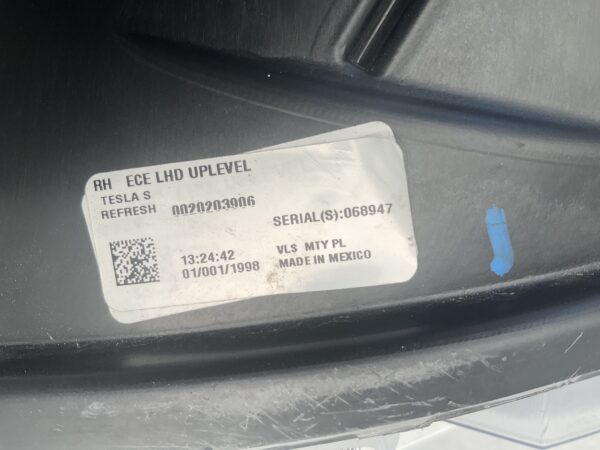 RH ECE LHD UPLEVEL
TESLA S
REFRESH 0020203906
SERIAL(S):068947
13:24:42 VLS MTY PL
01/001/1998 MADE IN MEXICO